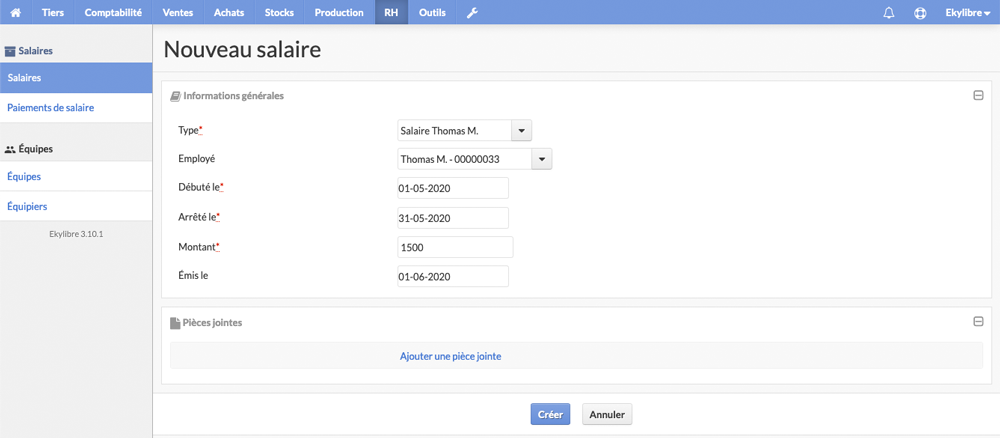 Tiers Comptabilité Ventes Achats Stocks Production RH Outils Ekylibre
Salaires
Salaires
Paiements de salaire
Équipes
Équipes
Équipiers
Ekylibre 3.10.1
Nouveau salaire
Informations générales
Type* Salaire Thomas M.
Employé Thomas M. - 00000033
Débuté le* 01-05-2020
Arrêté le* 31-05-2020
Montant* 1500
Émis le 01-06-2020
Pièces jointes
Ajouter une pièce jointe
Créer Annuler